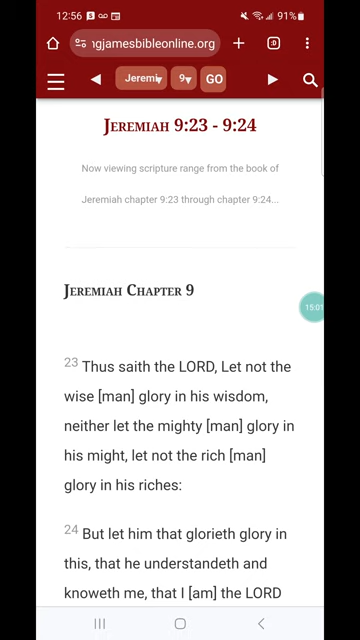 12:56
91%
ngjamesbibleonline.org
:D
Jeremi
9
GO
JEREMIAH 9:23 - 9:24
Now viewing scripture range from the book of
Jeremiah chapter 9:23 through chapter 9:24...
JEREMIAH CHAPTER 9
15:01
23 Thus saith the LORD, Let not the
wise [man] glory in his wisdom,
neither let the mighty [man] glory in
his might, let not the rich [man]
glory in his riches:
24 But let him that glorieth glory in
this, that he understandeth and
knoweth me, that I [am] the LORD